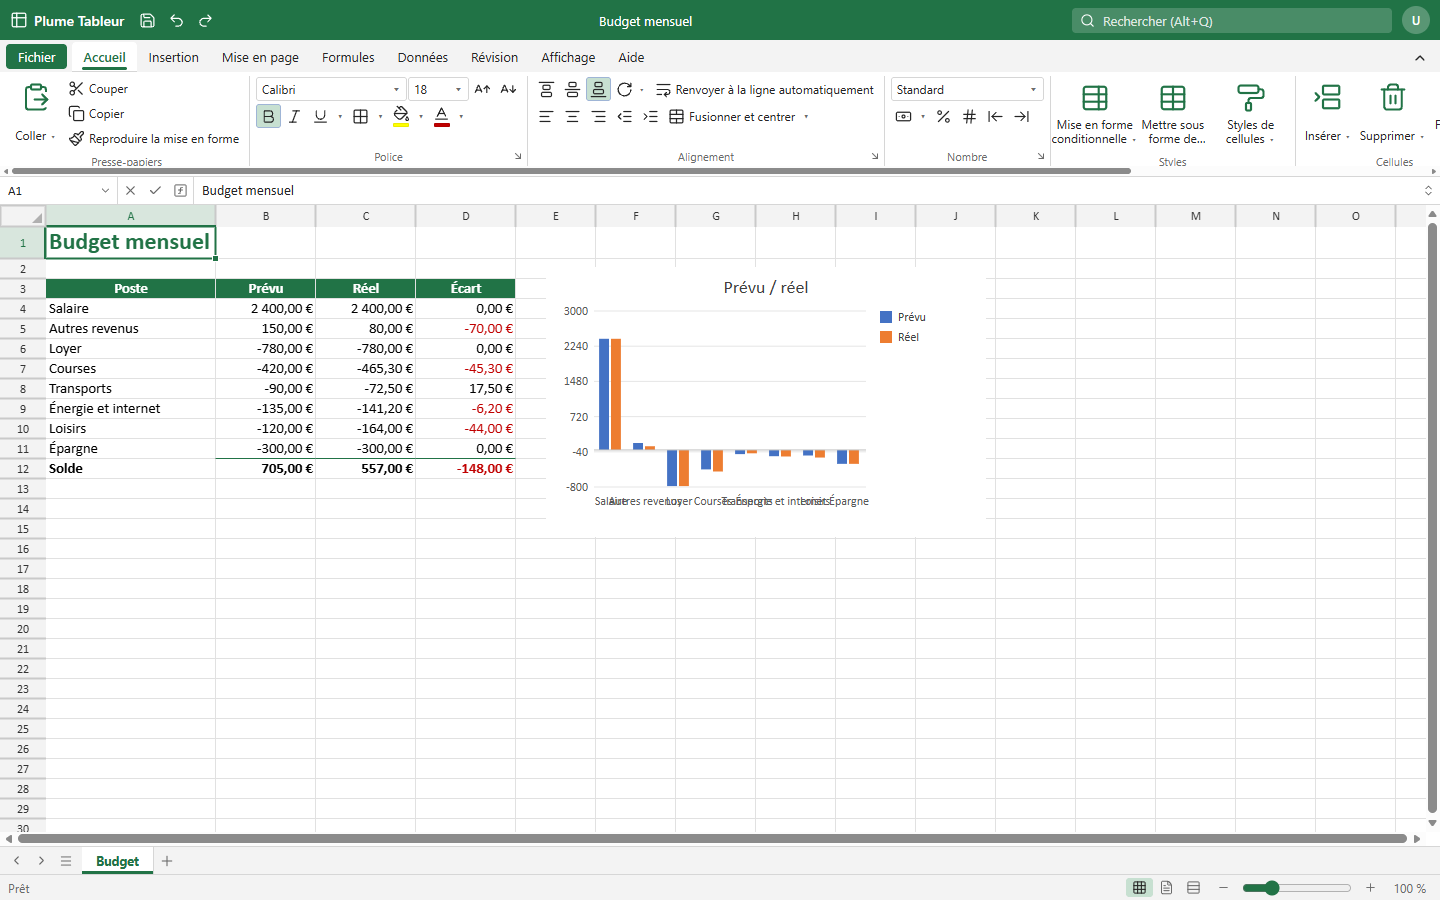 Plume Tableur
Budget mensuel
Rechercher (Alt+Q)
U
Fichier
Accueil
Insertion
Mise en page
Formules
Données
Révision
Affichage
Aide
Coller
Couper
Copier
Reproduire la mise en forme
Presse-papiers
Calibri
18
Police
Renvoyer à la ligne automatiquement
Fusionner et centrer
Alignement
Standard
Nombre
Mise en forme
conditionnelle
Mettre sous
forme de...
Styles de
cellules
Styles
Insérer
Supprimer
Cellules
A1
Budget mensuel
A B C D E F G H I J K L M N O
1 Budget mensuel
2
3 Poste Prévu Réel Écart
4 Salaire 2 400,00 € 2 400,00 € 0,00 €
5 Autres revenus 150,00 € 80,00 € -70,00 €
6 Loyer -780,00 € -780,00 € 0,00 €
7 Courses -420,00 € -465,30 € -45,30 €
8 Transports -90,00 € -72,50 € 17,50 €
9 Énergie et internet -135,00 € -141,20 € -6,20 €
10 Loisirs -120,00 € -164,00 € -44,00 €
11 Épargne -300,00 € -300,00 € 0,00 €
12 Solde 705,00 € 557,00 € -148,00 €
13
14
15
16
17
18
19
20
21
22
23
24
25
26
27
28
29
30
Prévu / réel
3000
2240
1480
720
-40
-800
Salaire Autres revenus Loyer Courses Transports Énergie et internet Loisirs Épargne
Prévu
Réel
Budget
Prêt
100 %